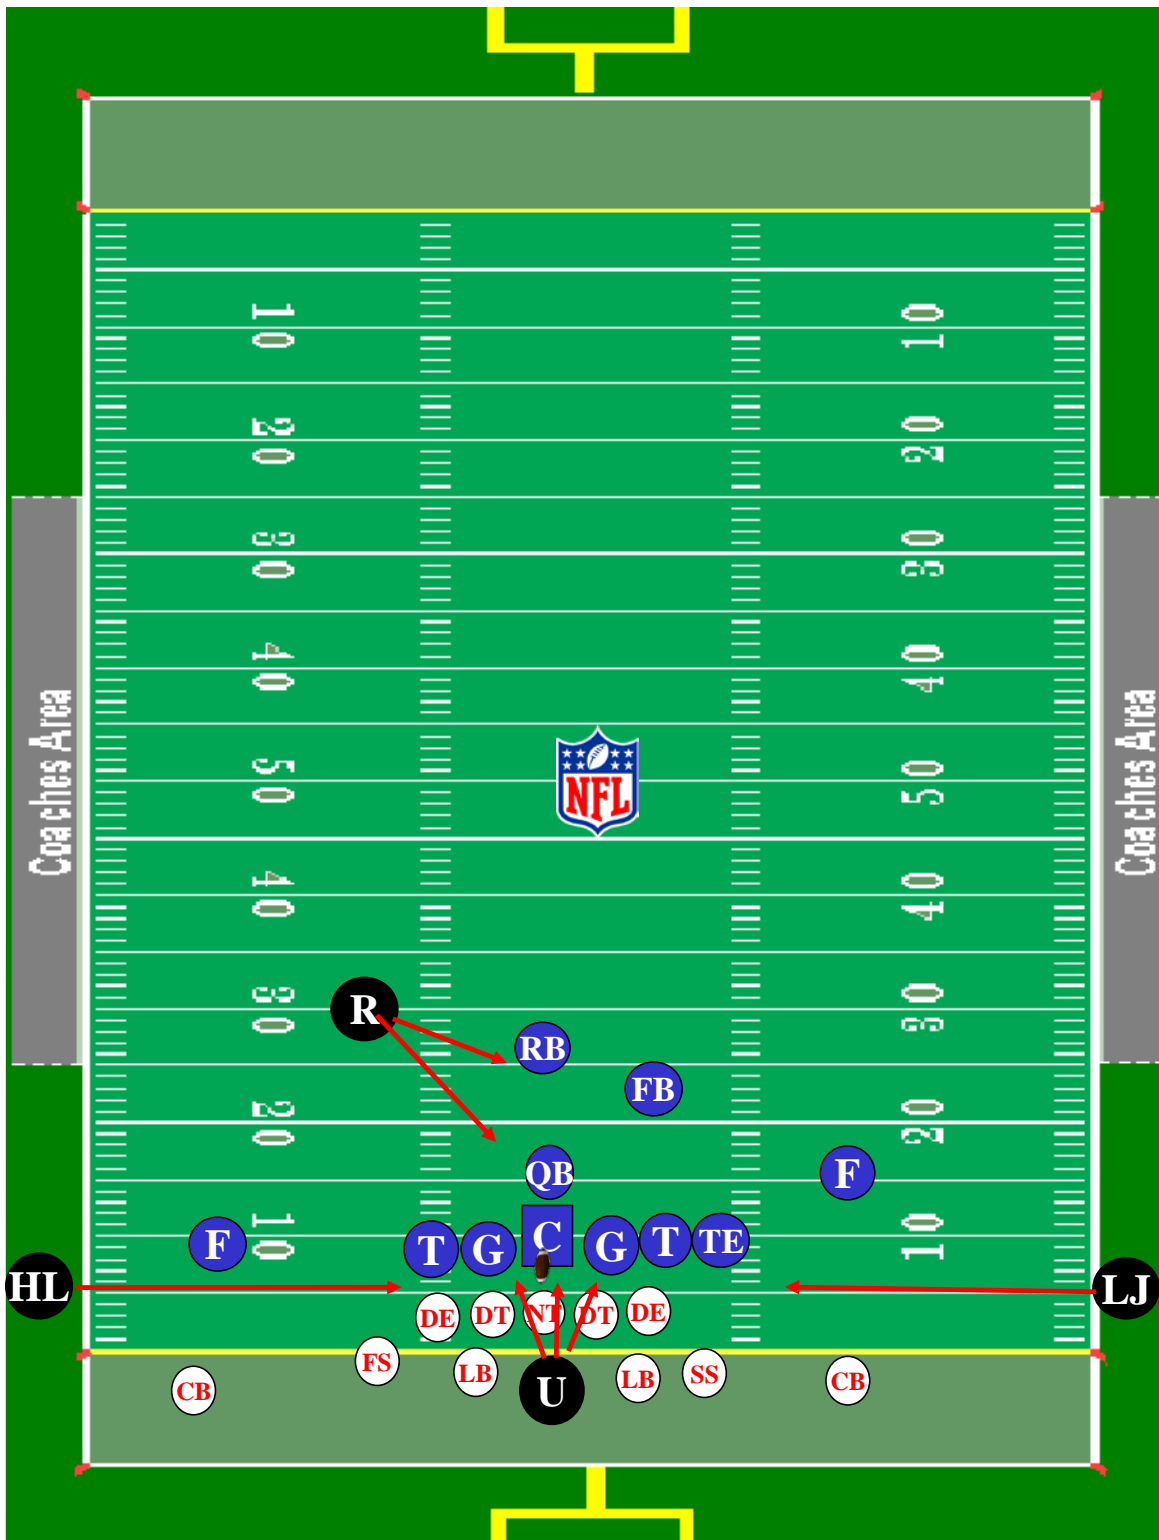 10 10
20 20
30 30
40 40
Coaches Area Coaches Area
50 50
NFL
40 40
30 30
R
RB
FB
20 20
QB
F
F
10 10
T G C G T TE
HL LJ
DE DT NT DT DE
FS LB LB SS
CB U CB